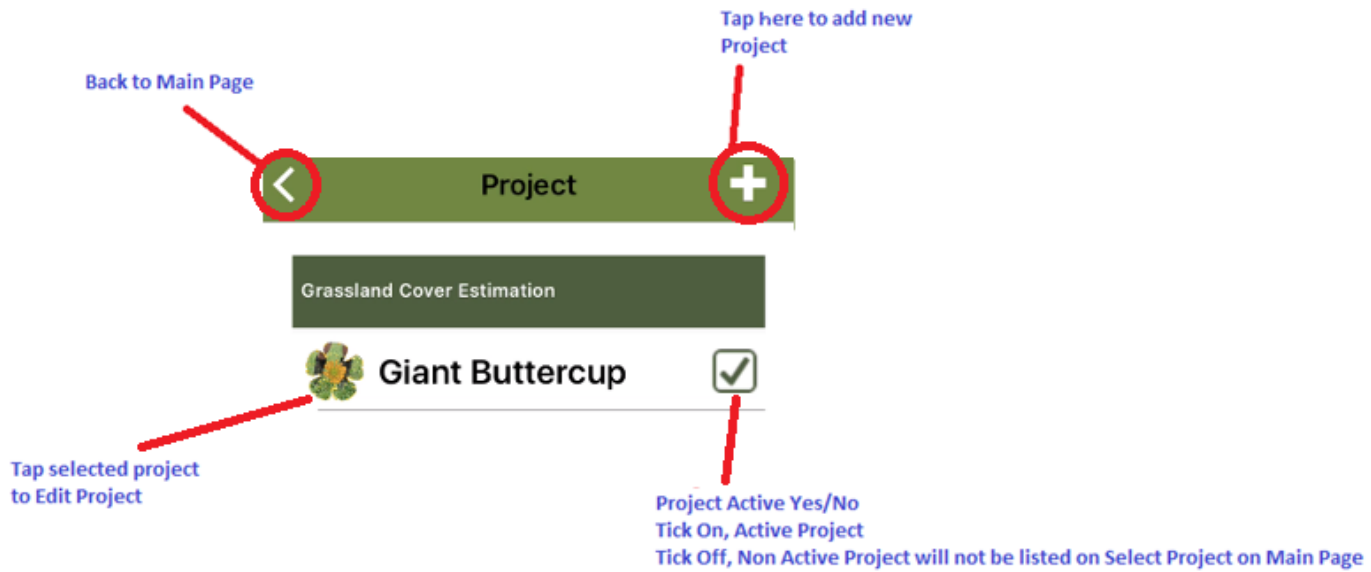 Tap here to add new
Project
Back to Main Page
Project
Grassland Cover Estimation
Giant Buttercup
Tap selected project
to Edit Project
Project Active Yes/No
Tick On, Active Project
Tick Off, Non Active Project will not be listed on Select Project on Main Page